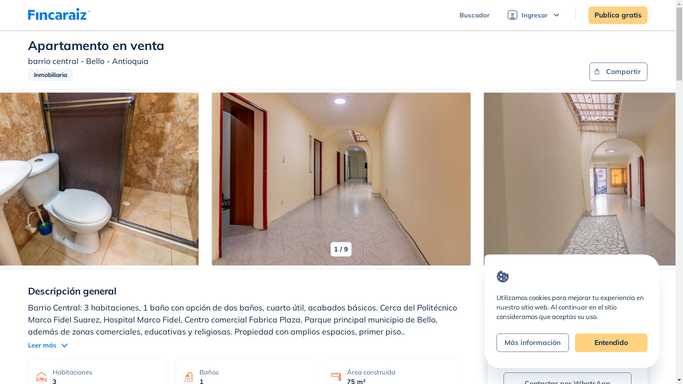 Fincaraiz
Buscador
Ingresar
Publica gratis
Apartamento en venta
barrio central - Bello - Antioquia
Inmobiliaria
Compartir
1 / 9
Descripción general
Barrio Central: 3 habitaciones, 1 baño con opción de dos baños, cuarto útil, acabados básicos. Cerca del Politécnico
Marco Fidel Suarez, Hospital Marco Fidel, Centro comercial Fabrica Plaza, Parque principal municipio de Bello,
además de zonas comerciales, educativas y religiosas. Propiedad con amplios espacios, primer piso..
Leer más
Habitaciones
3
Baños
1
Área construida
75 m²
Utilizamos cookies para mejorar tu experiencia en
nuestro sitio web. Al continuar en el sitio
consideramos que aceptas su uso.
Más información
Entendido
Contactar por WhatsApp